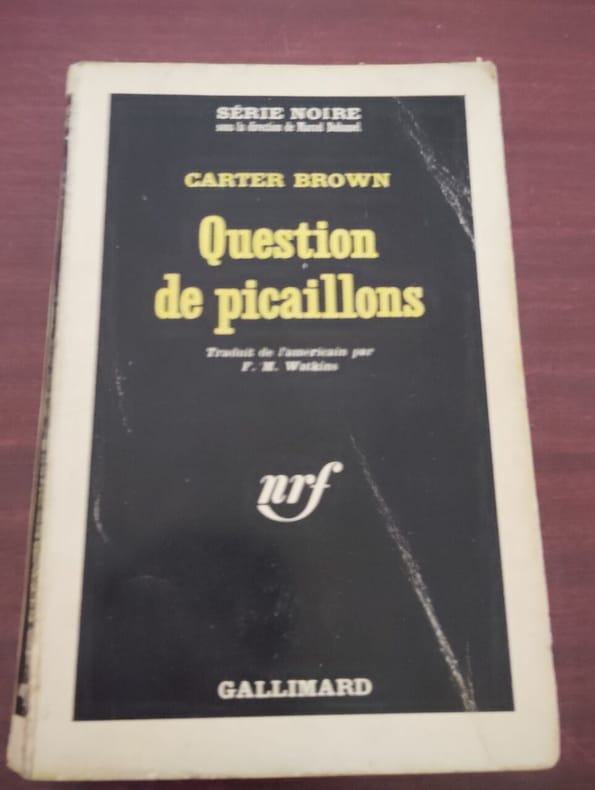 SÉRIE NOIRE
sous la direction de Marcel Duhamel
CARTER BROWN
Question
de picaillons
Traduit de l'americain par
F. M. Watkins
nrf
GALLIMARD